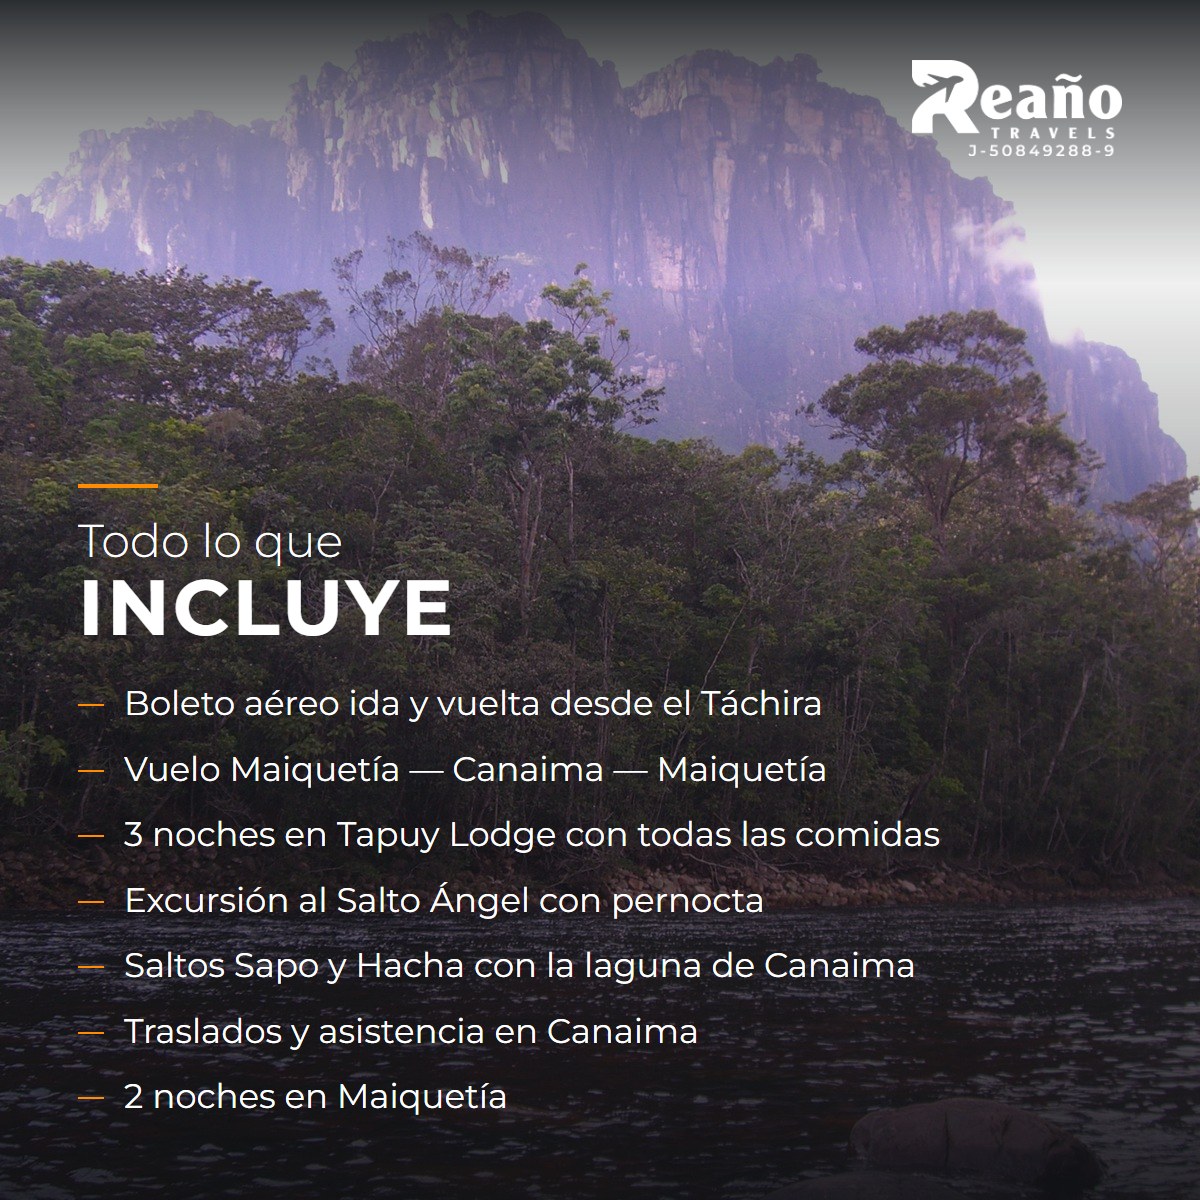 Reaño
TRAVELS
J-50849288-9
Todo lo que
INCLUYE
— Boleto aéreo ida y vuelta desde el Táchira
— Vuelo Maiquetía — Canaima — Maiquetía
— 3 noches en Tapuy Lodge con todas las comidas
— Excursión al Salto Ángel con pernocta
— Saltos Sapo y Hacha con la laguna de Canaima
— Traslados y asistencia en Canaima
— 2 noches en Maiquetía